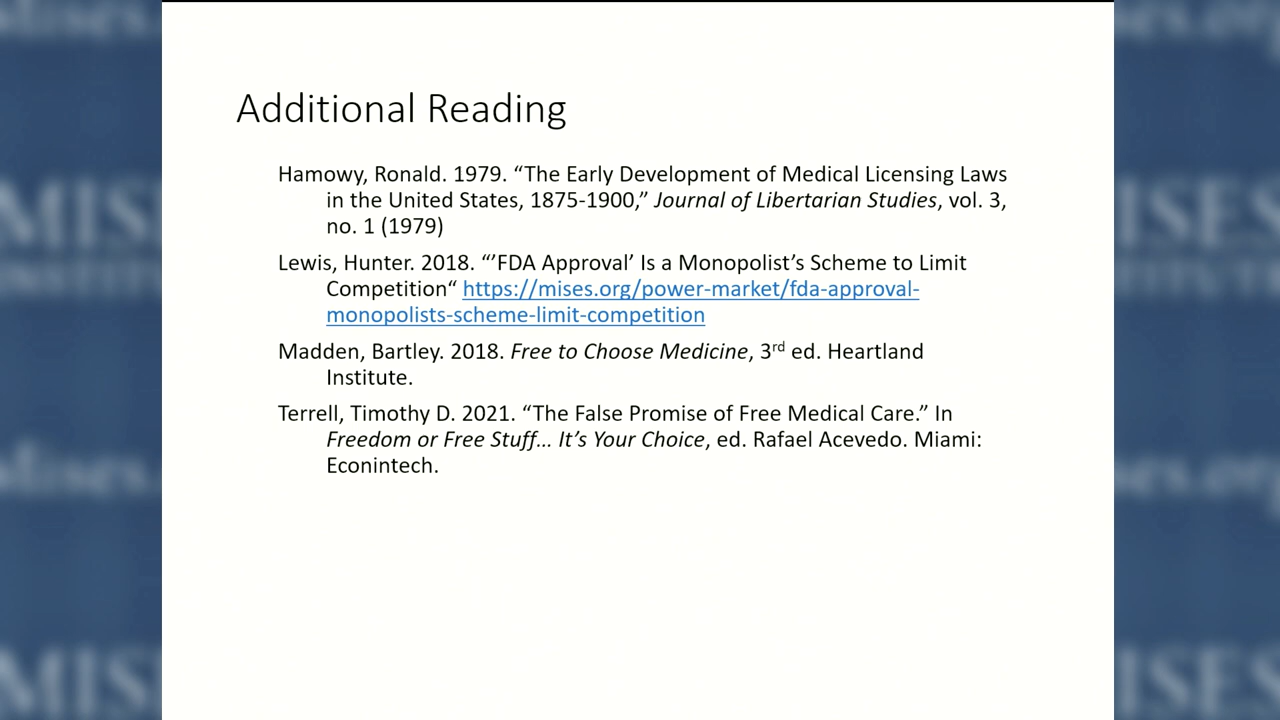 Additional Reading
Hamowy, Ronald. 1979. “The Early Development of Medical Licensing Laws
in the United States, 1875-1900,” Journal of Libertarian Studies, vol. 3,
no. 1 (1979)
Lewis, Hunter. 2018. “’FDA Approval’ Is a Monopolist’s Scheme to Limit
Competition“ https://mises.org/power-market/fda-approval-
monopolists-scheme-limit-competition
Madden, Bartley. 2018. Free to Choose Medicine, 3rd ed. Heartland
Institute.
Terrell, Timothy D. 2021. “The False Promise of Free Medical Care.” In
Freedom or Free Stuff... It’s Your Choice, ed. Rafael Acevedo. Miami:
Econintech.